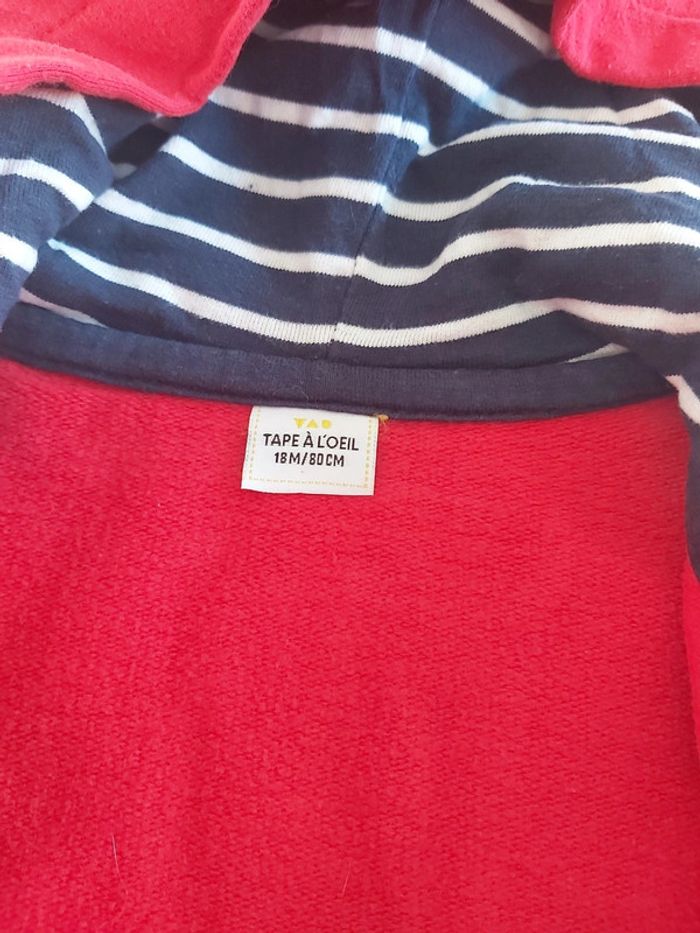 TAO
TAPE À L'OEIL
18M/80CM